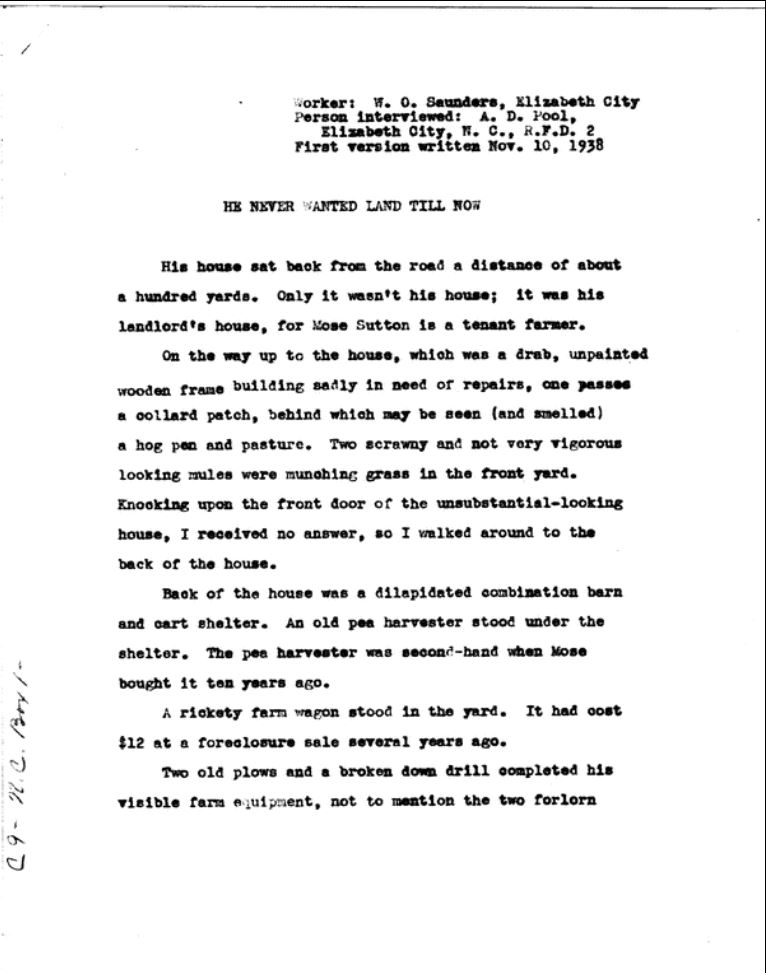 /
Worker: W. O. Saunders, Elizabeth City
Person interviewed: A. D. Pool,
Elizabeth City, N. C., R.F.D. 2
First version written Nov. 10, 1938
HE NEVER WANTED LAND TILL NOW
His house sat back from the road a distance of about
a hundred yards. Only it wasn't his house; it was his
landlord's house, for Mose Sutton is a tenant farmer.
On the way up to the house, which was a drab, unpainted
wooden frame building sadly in need of repairs, one passes
a collard patch, behind which may be seen (and smelled)
a hog pen and pasture. Two scrawny and not very vigorous
looking mules were munching grass in the front yard.
Knocking upon the front door of the unsubstantial-looking
house, I received no answer, so I walked around to the
back of the house.
Back of the house was a dilapidated combination barn
and cart shelter. An old pea harvester stood under the
shelter. The pea harvester was second-hand when Mose
bought it ten years ago.
A rickety farm wagon stood in the yard. It had cost
$12 at a foreclosure sale several years ago.
Two old plows and a broken down drill completed his
visible farm equipment, not to mention the two forlorn
C9 - N.C. Box 1 -